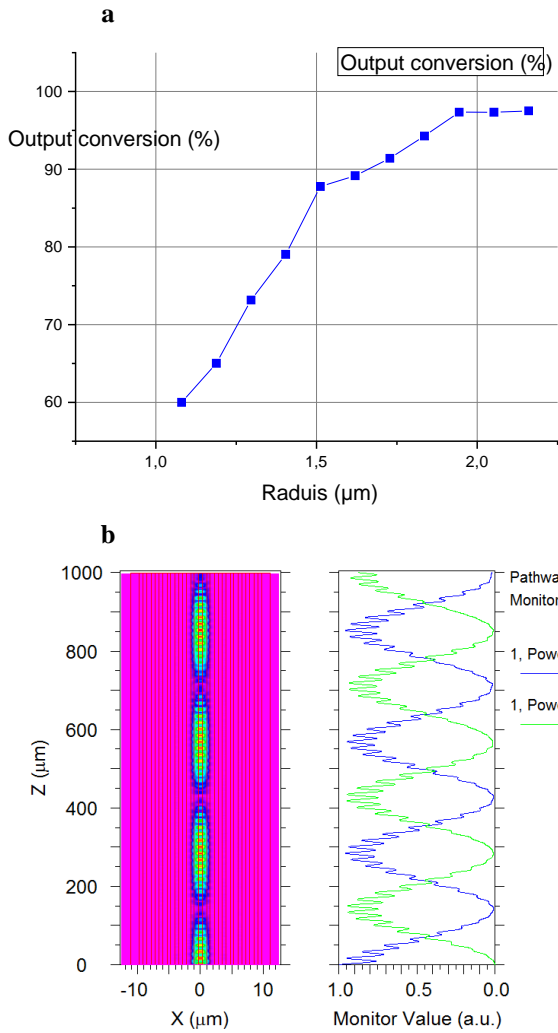 a
Output conversion (%)
100
Output conversion (%)
90
80
70
60
1,0 1,5 2,0
Raduis (μm)
b
1000
800
600
400
200
0
Z (μm)
-10 0 10
X (μm)
Pathwa
Monitor
1, Powe
1, Powe
1.0 0.5 0.0
Monitor Value (a.u.)